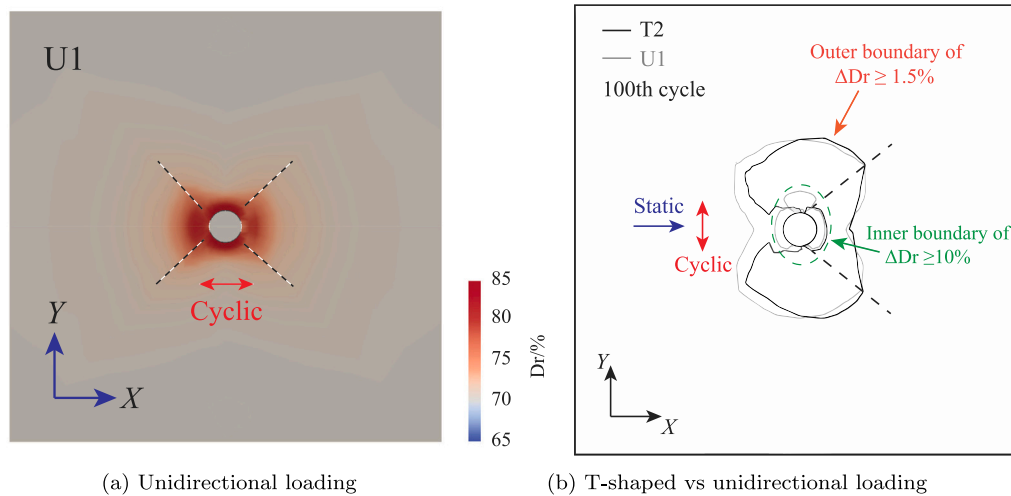 U1
Cyclic
Y
X
85
80
75
70
65
Dr/%
(a) Unidirectional loading
T2
U1
100th cycle
Outer boundary of
ΔDr ≥ 1.5%
Static
Cyclic
Inner boundary of
ΔDr ≥10%
Y
X
(b) T-shaped vs unidirectional loading